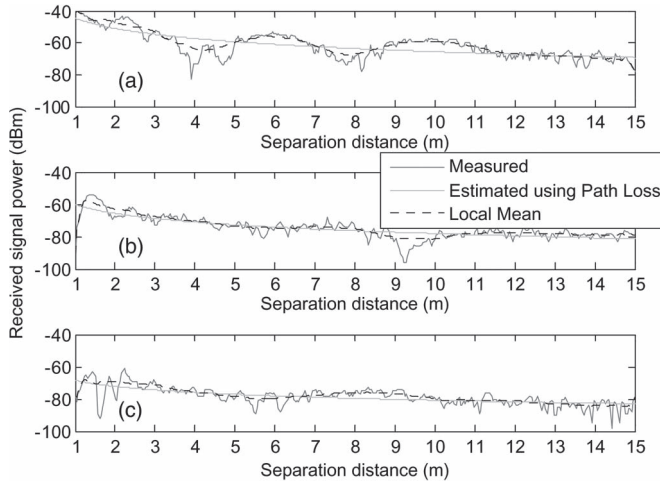 Received signal power (dBm)
-40
-60
-80
-100
(a)
1 2 3 4 5 6 7 8 9 10 11 12 13 14 15
Separation distance (m)
Measured
Estimated using Path Loss
Local Mean
-40
-60
-80
-100
(b)
1 2 3 4 5 6 7 8 9 10 11 12 13 14 15
Separation distance (m)
-40
-60
-80
-100
(c)
1 2 3 4 5 6 7 8 9 10 11 12 13 14 15
Separation distance (m)